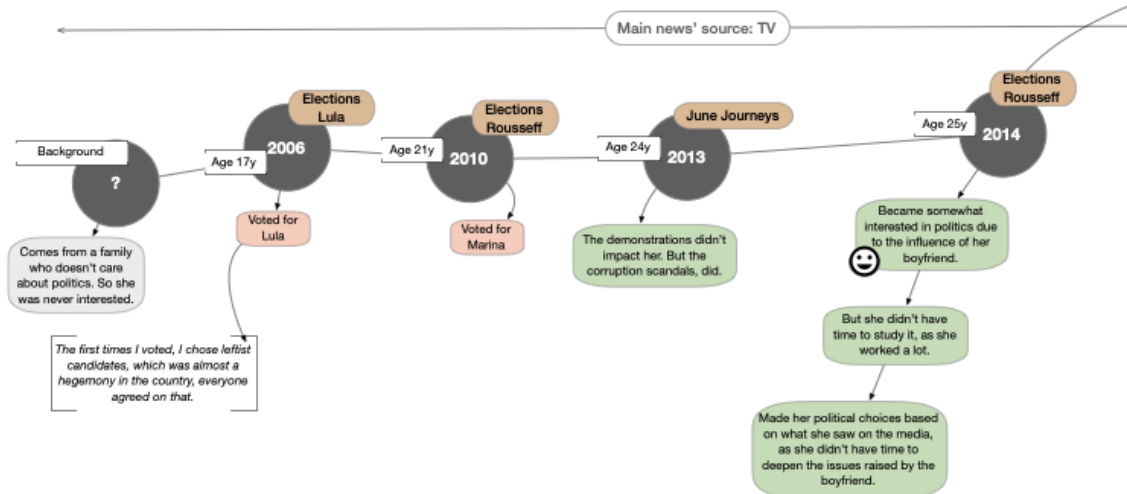 Main news' source: TV
Background
?
Comes from a family
who doesn't care
about politics. So she
was never interested.
Elections
Lula
Age 17y
2006
Voted for
Lula
The first times I voted, I chose leftist
candidates, which was almost a
hegemony in the country, everyone
agreed on that.
Elections
Rousseff
Age 21y
2010
Voted for
Marina
June Journeys
Age 24y
2013
The demonstrations didn't
impact her. But the
corruption scandals, did.
Elections
Rousseff
Age 25y
2014
Became somewhat
interested in politics due
to the influence of her
boyfriend.
But she didn't have
time to study it, as she
worked a lot.
Made her political choices based
on what she saw on the media,
as she didn't have time to
deepen the issues raised by the
boyfriend.